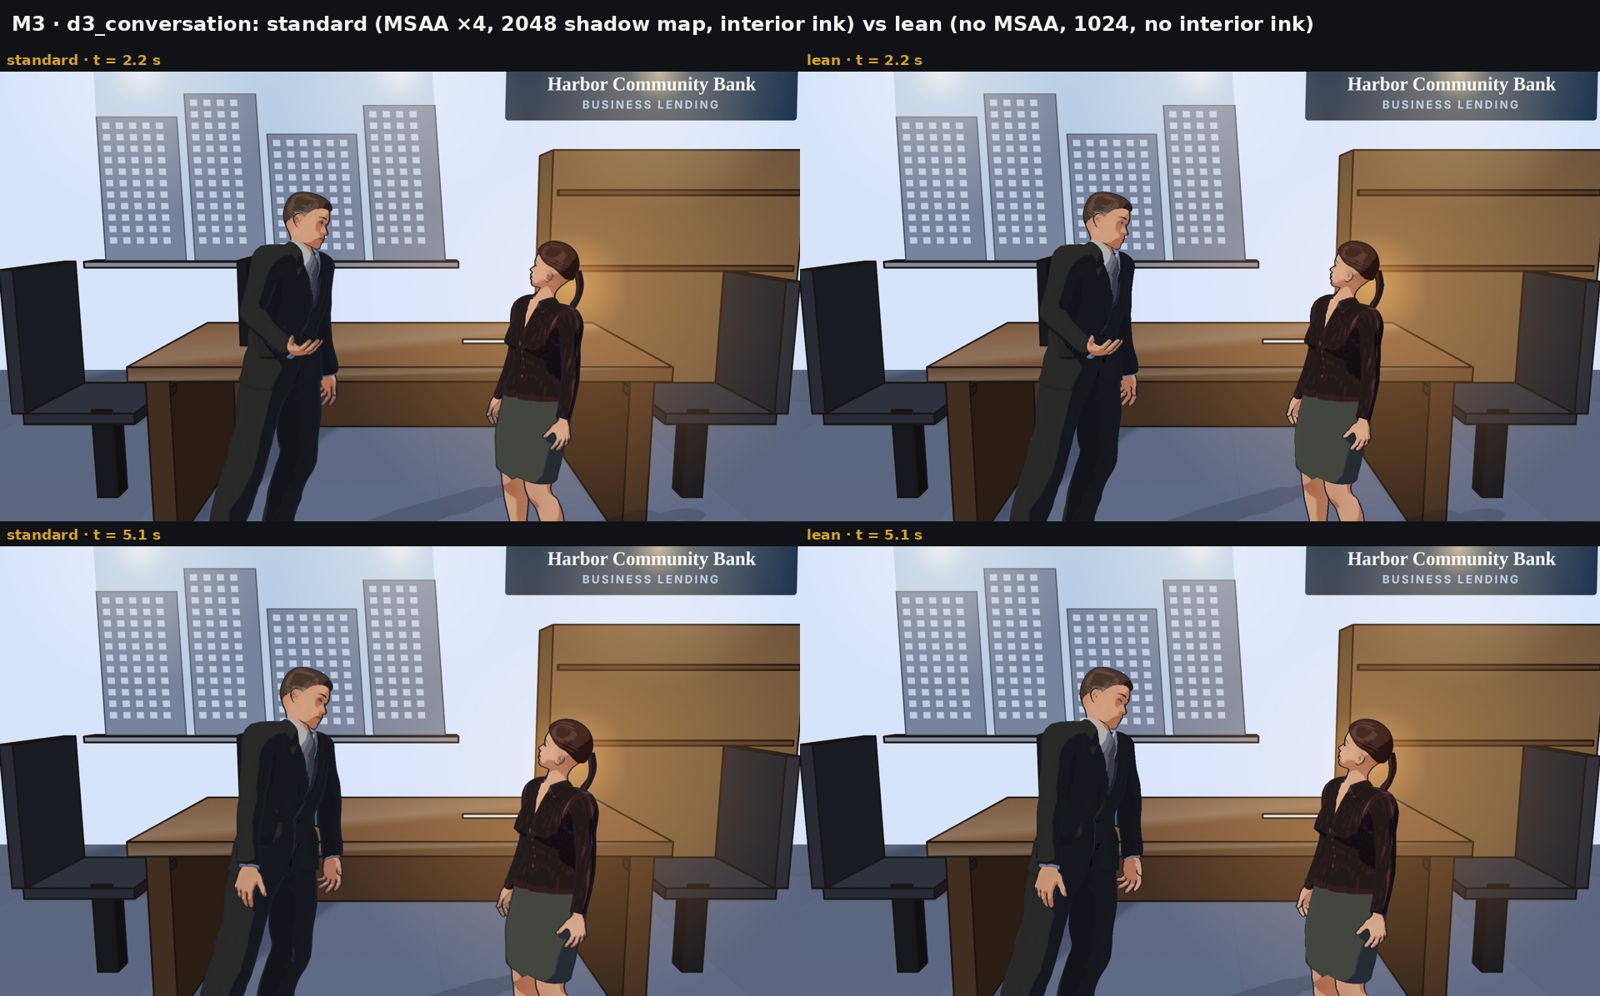 M3 · d3_conversation: standard (MSAA ×4, 2048 shadow map, interior ink) vs lean (no MSAA, 1024, no interior ink)
standard · t = 2.2 s
lean · t = 2.2 s
Harbor Community Bank
BUSINESS LENDING
Harbor Community Bank
BUSINESS LENDING
standard · t = 5.1 s
lean · t = 5.1 s
Harbor Community Bank
BUSINESS LENDING
Harbor Community Bank
BUSINESS LENDING